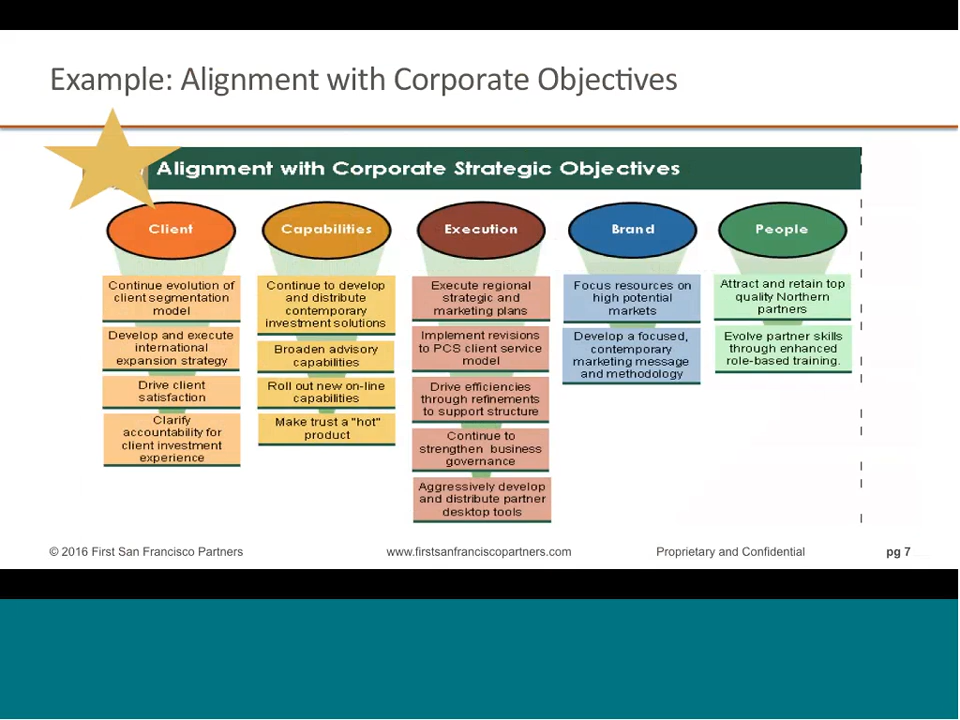 Example: Alignment with Corporate Objectives
Alignment with Corporate Strategic Objectives
Client
Continue evolution of
client segmentation
model
Develop and execute
international
expansion strategy
Drive client
satisfaction
Clarify
accountability for
client investment
experience
Capabilities
Continue to develop
and distribute
contemporary
investment solutions
Broaden advisory
capabilities
Roll out new on-line
capabilities
Make trust a "hot"
product
Execution
Execute regional
strategic and
marketing plans
Implement revisions
to PCS client service
model
Drive efficiencies
through refinements
to support structure
Continue to
strengthen business
governance
Aggressively develop
and distribute partner
desktop tools
Brand
Focus resources on
high potential
markets
Develop a focused,
contemporary
marketing message
and methodology
People
Attract and retain top
quality Northern
partners
Evolve partner skills
through enhanced
role-based training.
© 2016 First San Francisco Partners
www.firstsanfranciscopartners.com
Proprietary and Confidential
pg 7